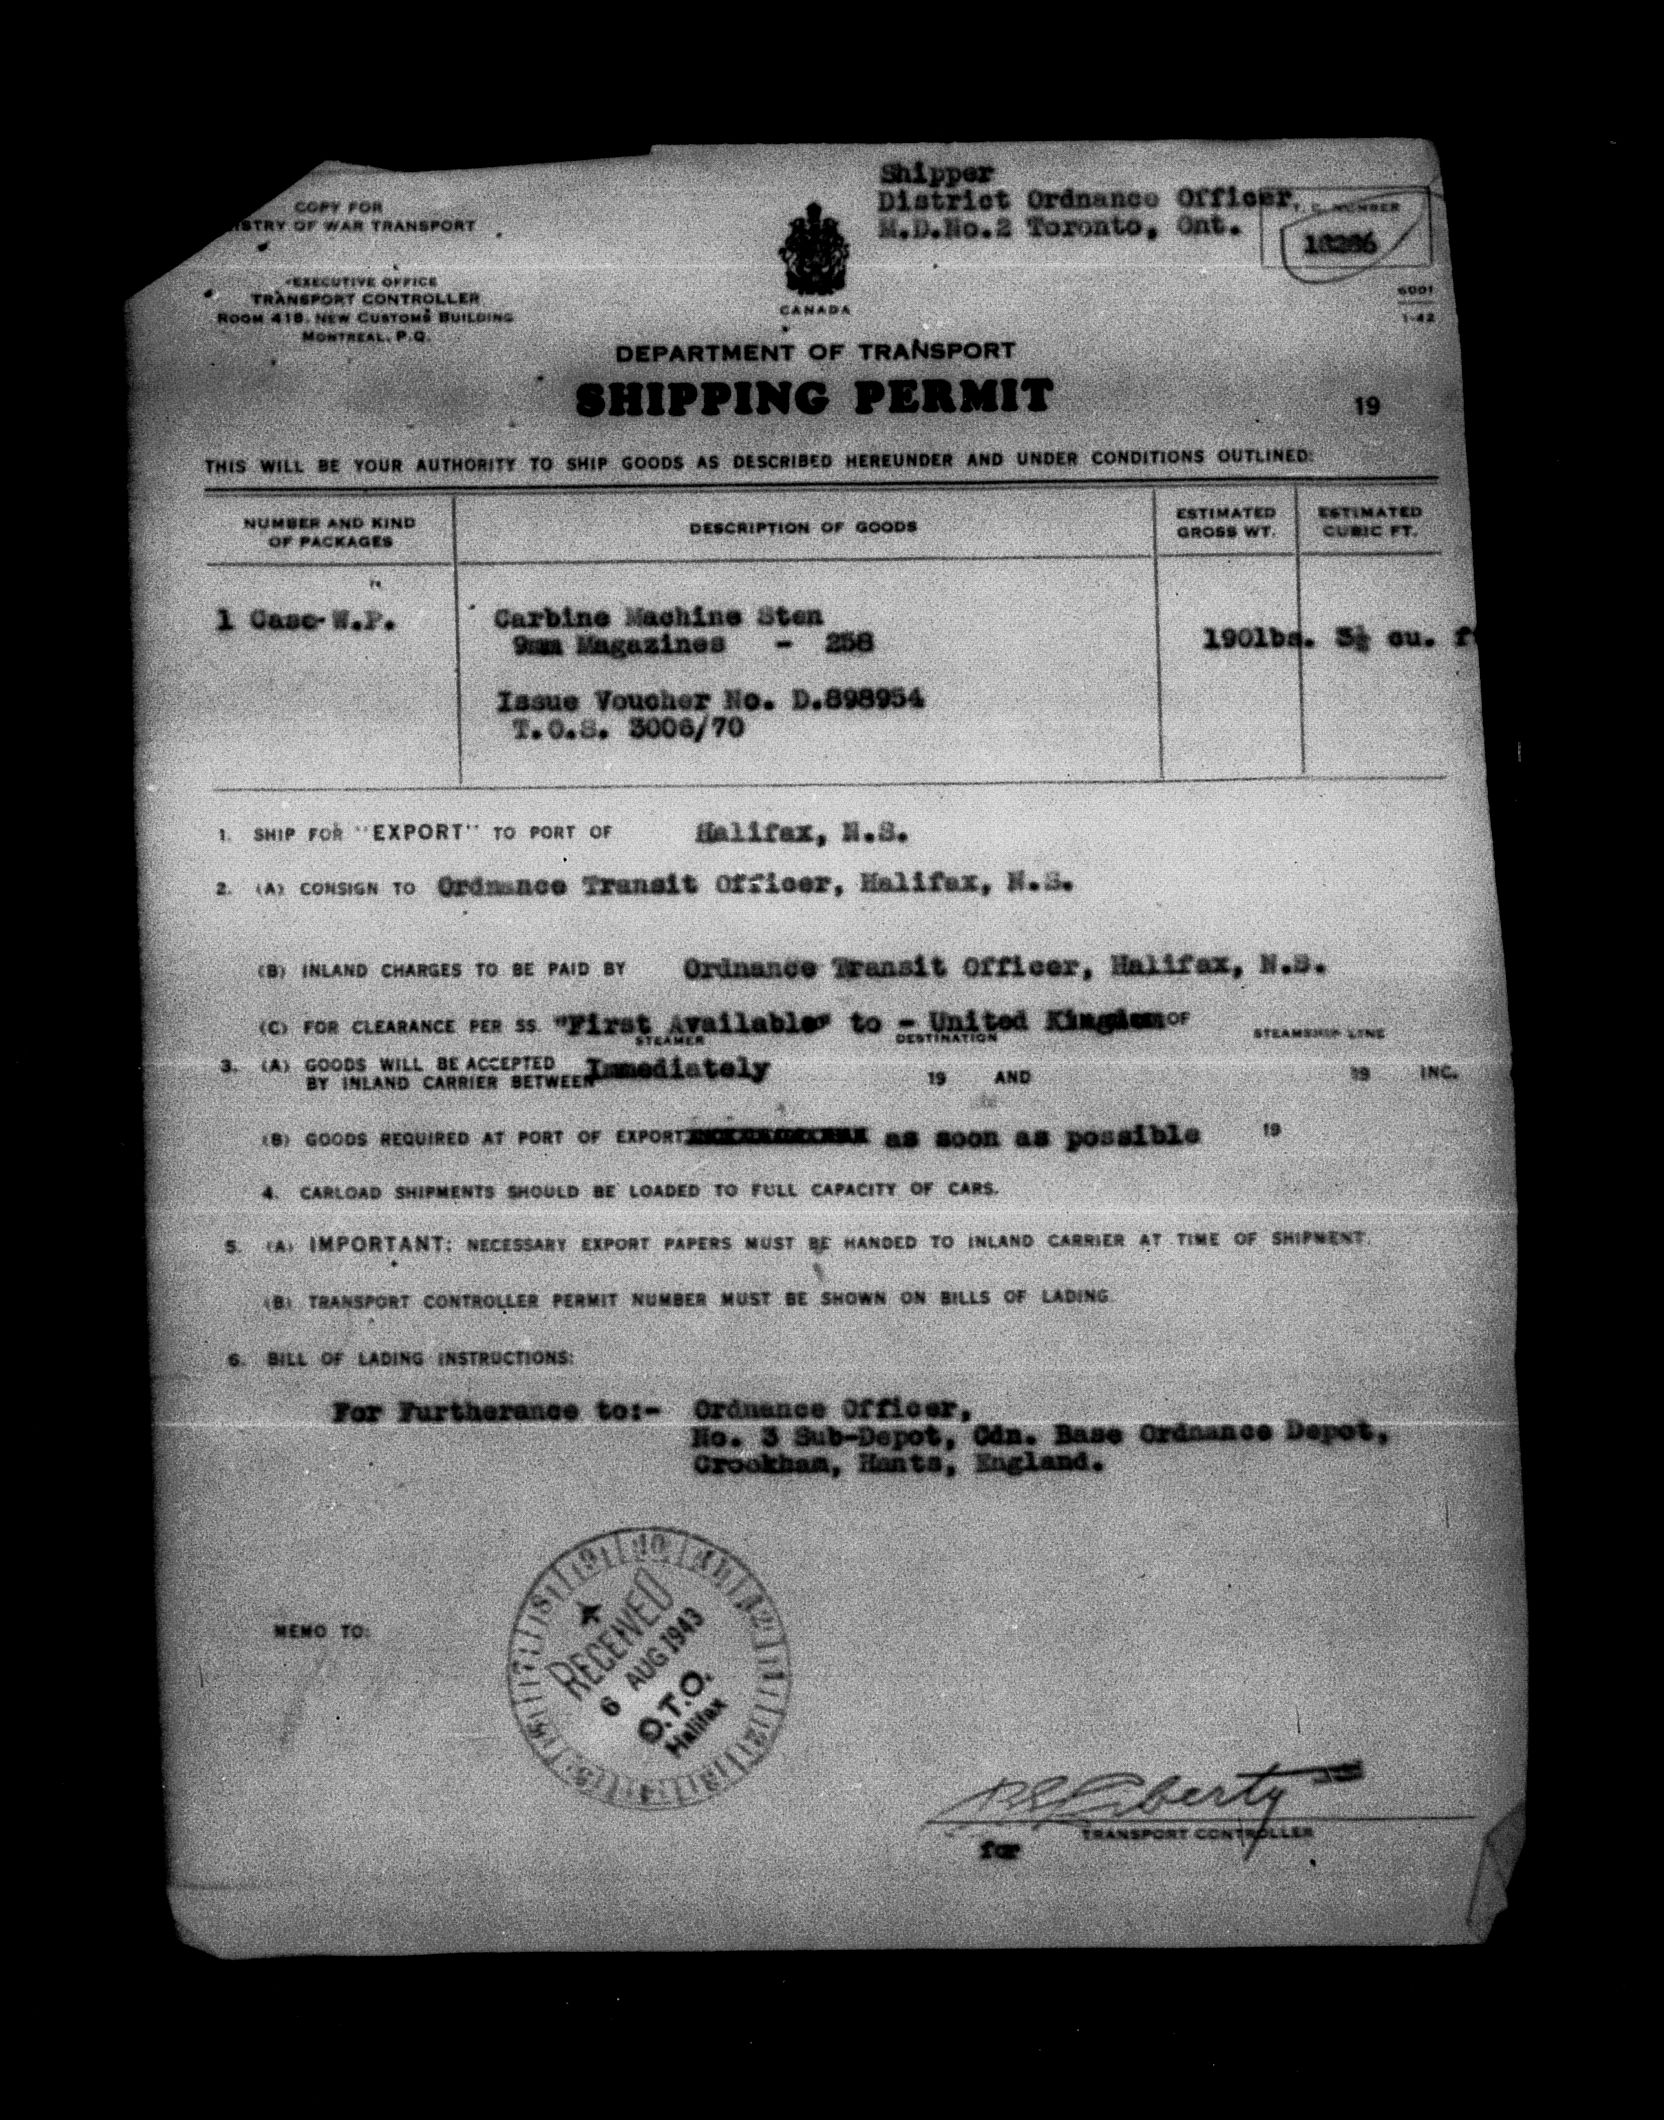 Shipper
District Ordnance Officer,
M.D.No.2 Toronto, Ont.
COPY FOR
ISTRY OF WAR TRANSPORT
T. C. NUMBER
18286
EXECUTIVE OFFICE
TRANSPORT CONTROLLER
ROOM 418, NEW CUSTOMS BUILDING
MONTREAL, P.Q.
CANADA
6001
1-42
DEPARTMENT OF TRANSPORT
SHIPPING PERMIT
19
THIS WILL BE YOUR AUTHORITY TO SHIP GOODS AS DESCRIBED HEREUNDER AND UNDER CONDITIONS OUTLINED:
NUMBER AND KIND
OF PACKAGES
DESCRIPTION OF GOODS
ESTIMATED
GROSS WT.
ESTIMATED
CUBIC FT.
1 Case W.P.
Carbine Machine Sten
9mm Magazines - 258
190lbs. 3½ cu. f
Issue Voucher No. D.898954
T.O.S. 3006/70
1. SHIP FOR "EXPORT" TO PORT OF Halifax, N.S.
2. (A) CONSIGN TO Ordnance Transit Officer, Halifax, N.S.
(B) INLAND CHARGES TO BE PAID BY Ordnance Transit Officer, Halifax, N.S.
(C) FOR CLEARANCE PER SS. "First Available" to - United Kingdom OF
STEAMER DESTINATION STEAMSHIP LINE
3. (A) GOODS WILL BE ACCEPTED
BY INLAND CARRIER BETWEEN Immediately 19 AND 19 INC.
(B) GOODS REQUIRED AT PORT OF EXPORT as soon as possible 19
4. CARLOAD SHIPMENTS SHOULD BE LOADED TO FULL CAPACITY OF CARS.
5. (A) IMPORTANT: NECESSARY EXPORT PAPERS MUST BE HANDED TO INLAND CARRIER AT TIME OF SHIPMENT.
(B) TRANSPORT CONTROLLER PERMIT NUMBER MUST BE SHOWN ON BILLS OF LADING.
6. BILL OF LADING INSTRUCTIONS:
For Furtherance to:- Ordnance Officer,
No. 3 Sub-Depot, Cdn. Base Ordnance Depot,
Crookham, Hants, England.
MEMO TO:
RECEIVED
6 AUG 1943
O.T.O.
Halifax
TRANSPORT CONTROLLER
for